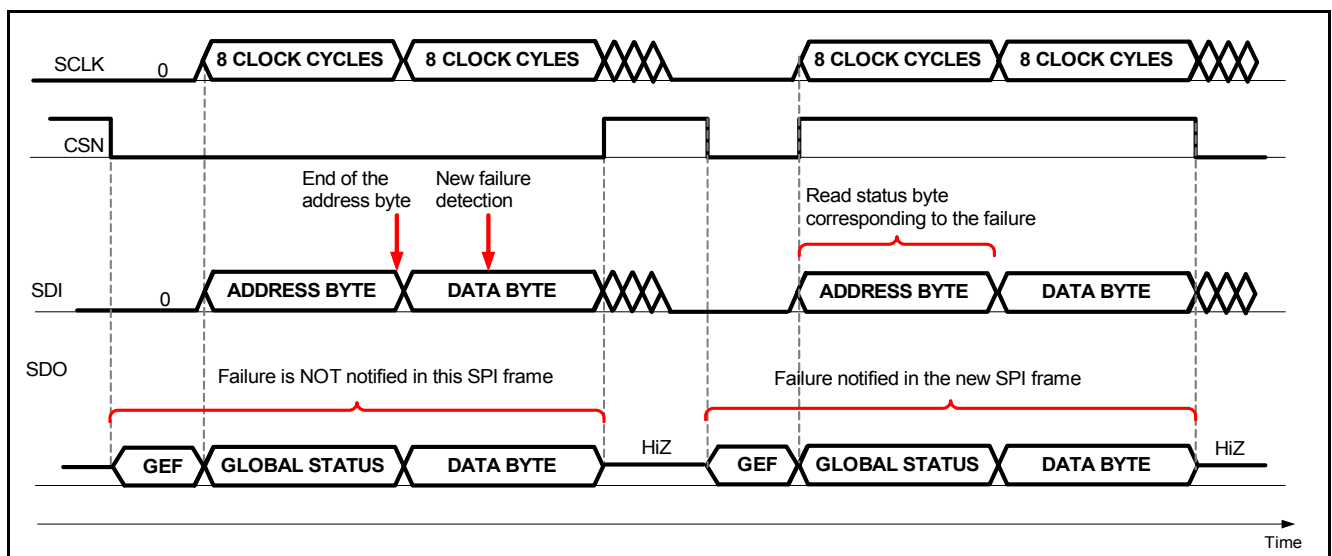 SCLK
0
8 CLOCK CYCLES
8 CLOCK CYLES
8 CLOCK CYCLES
8 CLOCK CYLES
CSN
End of the
address byte
New failure
detection
Read status byte
corresponding to the failure
SDI
0
ADDRESS BYTE
DATA BYTE
ADDRESS BYTE
DATA BYTE
SDO
Failure is NOT notified in this SPI frame
Failure notified in the new SPI frame
GEF
GLOBAL STATUS
DATA BYTE
HiZ
GEF
GLOBAL STATUS
DATA BYTE
HiZ
Time